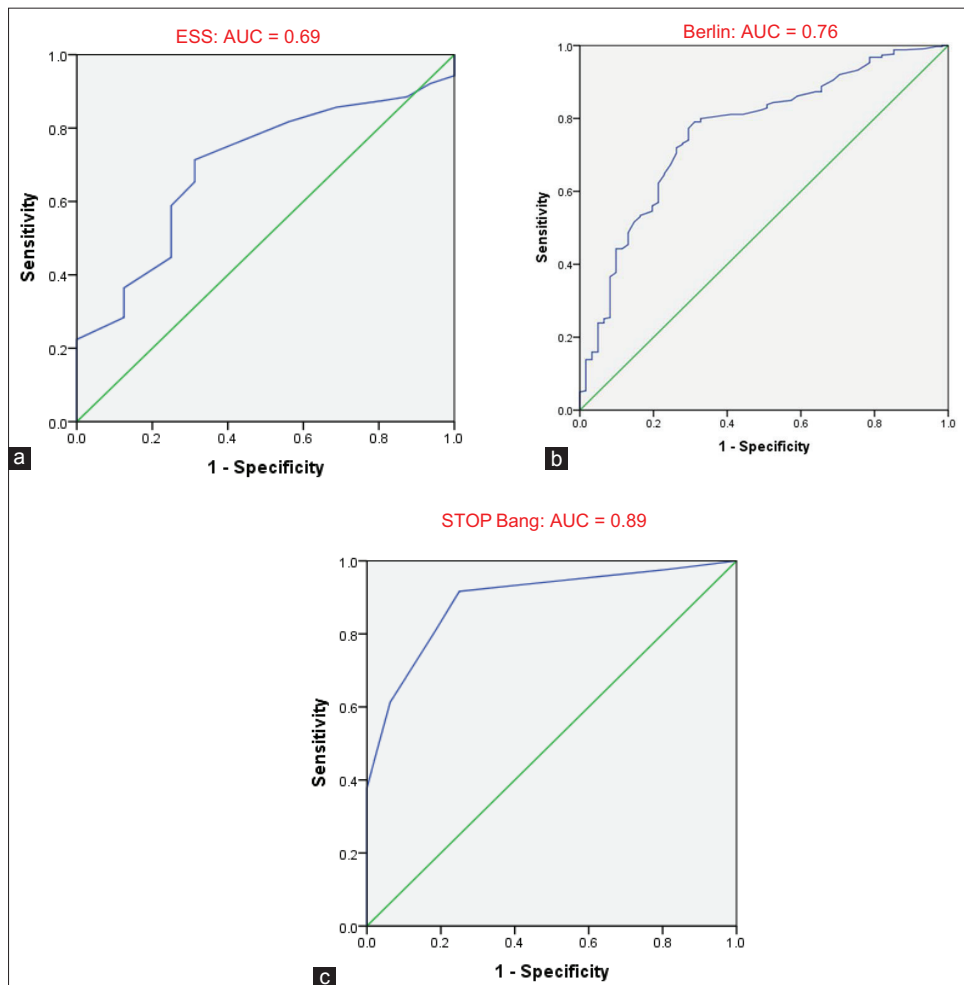 ESS: AUC = 0.69
1.0
0.8
0.6
0.4
0.2
0.0
Sensitivity
0.0 0.2 0.4 0.6 0.8 1.0
1 - Specificity
a
Berlin: AUC = 0.76
1.0
0.8
0.6
0.4
0.2
0.0
Sensitivity
0.0 0.2 0.4 0.6 0.8 1.0
1 - Specificity
b
STOP Bang: AUC = 0.89
1.0
0.8
0.6
0.4
0.2
0.0
Sensitivity
0.0 0.2 0.4 0.6 0.8 1.0
1 - Specificity
c